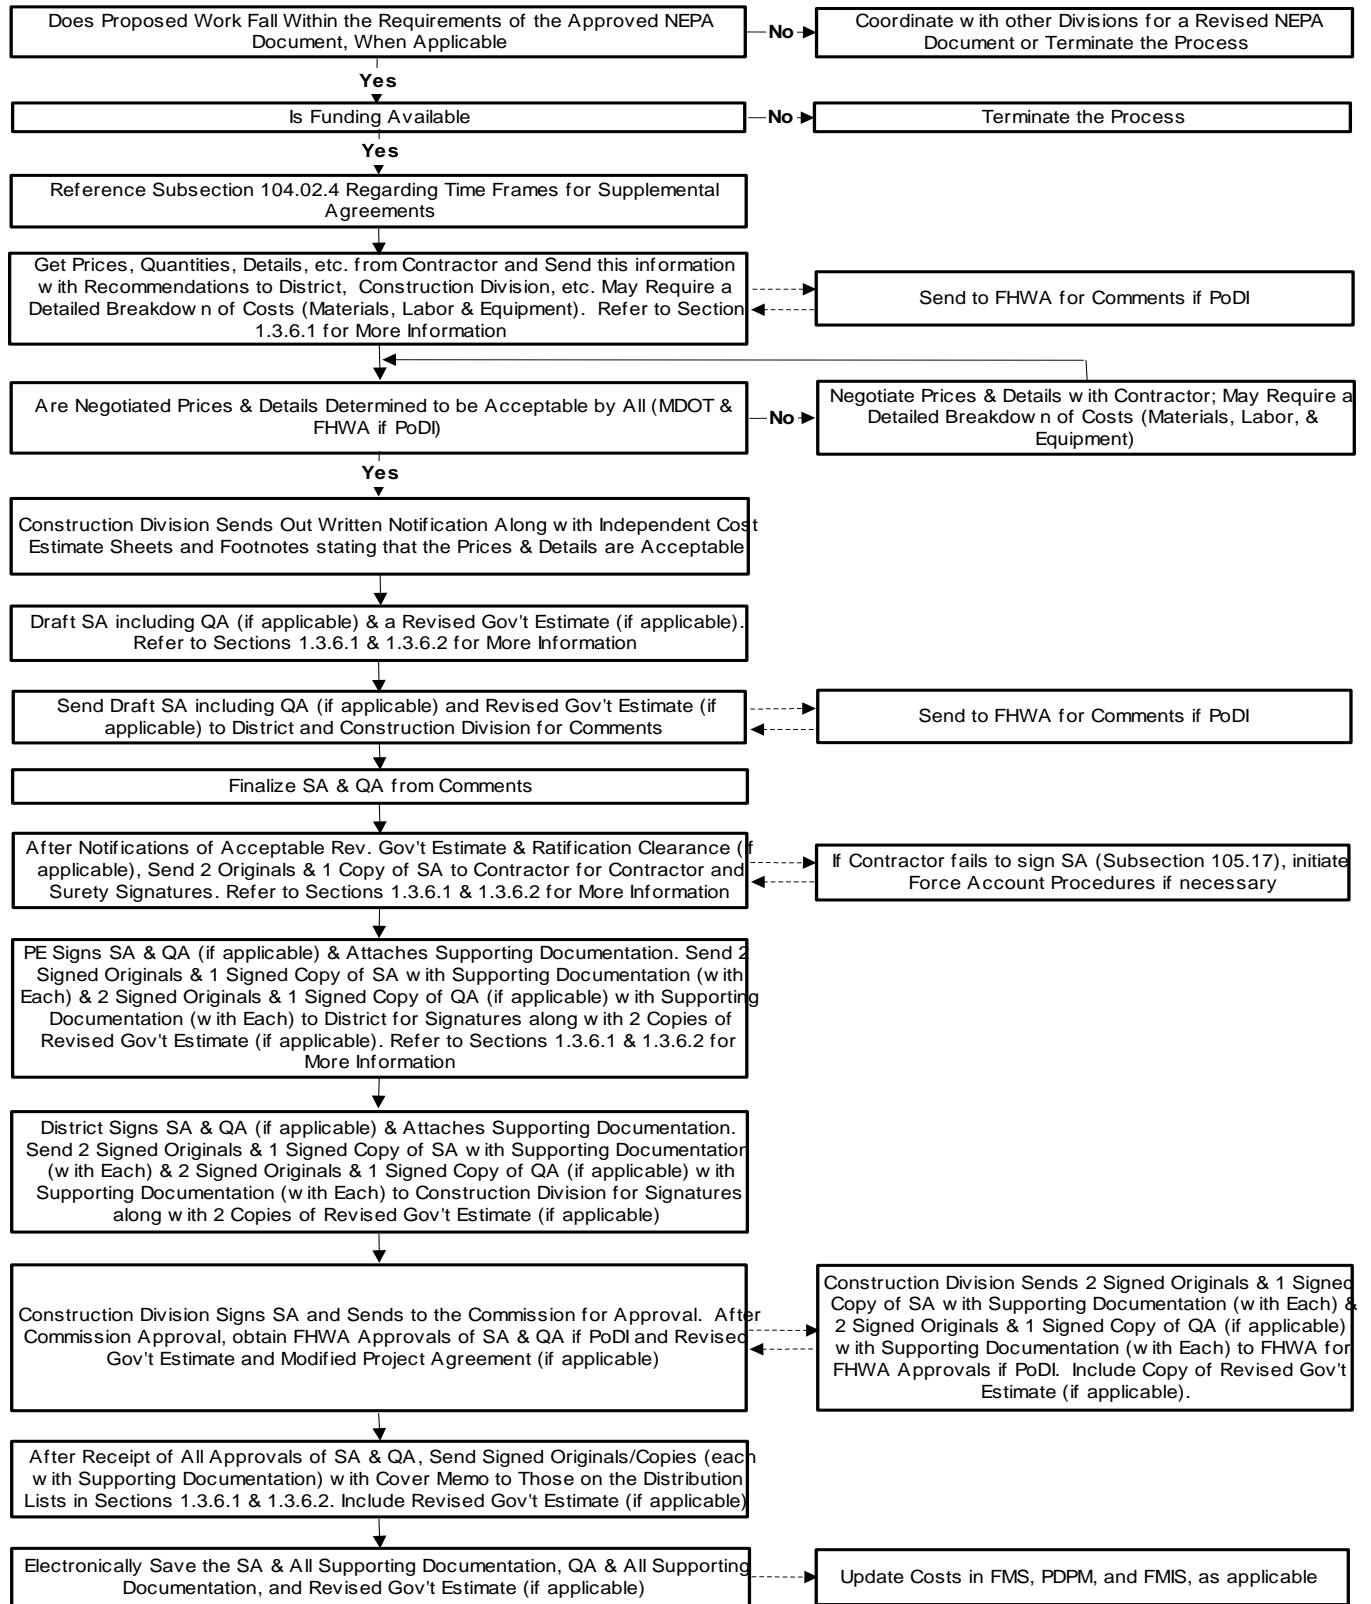 Does Proposed Work Fall Within the Requirements of the Approved NEPA
Document, When Applicable
No
Coordinate with other Divisions for a Revised NEPA
Document or Terminate the Process
Yes
Is Funding Available
No
Terminate the Process
Yes
Reference Subsection 104.02.4 Regarding Time Frames for Supplemental
Agreements
Get Prices, Quantities, Details, etc. from Contractor and Send this information
with Recommendations to District, Construction Division, etc. May Require a
Detailed Breakdown of Costs (Materials, Labor & Equipment). Refer to Section
1.3.6.1 for More Information
Send to FHWA for Comments if PoDI
Are Negotiated Prices & Details Determined to be Acceptable by All (MDOT &
FHWA if PoDI)
No
Negotiate Prices & Details with Contractor; May Require a
Detailed Breakdown of Costs (Materials, Labor, &
Equipment)
Yes
Construction Division Sends Out Written Notification Along with Independent Cost
Estimate Sheets and Footnotes stating that the Prices & Details are Acceptable
Draft SA including QA (if applicable) & a Revised Gov't Estimate (if applicable).
Refer to Sections 1.3.6.1 & 1.3.6.2 for More Information
Send Draft SA including QA (if applicable) and Revised Gov't Estimate (if
applicable) to District and Construction Division for Comments
Send to FHWA for Comments if PoDI
Finalize SA & QA from Comments
After Notifications of Acceptable Rev. Gov't Estimate & Ratification Clearance (if
applicable), Send 2 Originals & 1 Copy of SA to Contractor for Contractor and
Surety Signatures. Refer to Sections 1.3.6.1 & 1.3.6.2 for More Information
If Contractor fails to sign SA (Subsection 105.17), initiate
Force Account Procedures if necessary
PE Signs SA & QA (if applicable) & Attaches Supporting Documentation. Send 2
Signed Originals & 1 Signed Copy of SA with Supporting Documentation (with
Each) & 2 Signed Originals & 1 Signed Copy of QA (if applicable) with Supporting
Documentation (with Each) to District for Signatures along with 2 Copies of
Revised Gov't Estimate (if applicable). Refer to Sections 1.3.6.1 & 1.3.6.2 for
More Information
District Signs SA & QA (if applicable) & Attaches Supporting Documentation.
Send 2 Signed Originals & 1 Signed Copy of SA with Supporting Documentation
(with Each) & 2 Signed Originals & 1 Signed Copy of QA (if applicable) with
Supporting Documentation (with Each) to Construction Division for Signatures
along with 2 Copies of Revised Gov't Estimate (if applicable)
Construction Division Signs SA and Sends to the Commission for Approval. After
Commission Approval, obtain FHWA Approvals of SA & QA if PoDI and Revised
Gov't Estimate and Modified Project Agreement (if applicable)
Construction Division Sends 2 Signed Originals & 1 Signed
Copy of SA with Supporting Documentation (with Each) &
2 Signed Originals & 1 Signed Copy of QA (if applicable)
with Supporting Documentation (with Each) to FHWA for
FHWA Approvals if PoDI. Include Copy of Revised Gov't
Estimate (if applicable).
After Receipt of All Approvals of SA & QA, Send Signed Originals/Copies (each
with Supporting Documentation) with Cover Memo to Those on the Distribution
Lists in Sections 1.3.6.1 & 1.3.6.2. Include Revised Gov't Estimate (if applicable)
Electronically Save the SA & All Supporting Documentation, QA & All Supporting
Documentation, and Revised Gov't Estimate (if applicable)
Update Costs in FMS, PDPM, and FMIS, as applicable